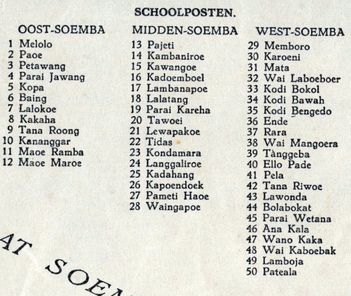 SCHOOLPOSTEN.
OOST-SOEMBA
1 Melolo
2 Paoe
3 Petawang
4 Parai Jawang
5 Kopa
6 Baing
7 Lalokoe
8 Kakaha
9 Tana Roong
10 Kananggar
11 Maoe Ramba
12 Maoe Maroe
MIDDEN-SOEMBA
13 Pajeti
14 Kambaniroe
15 Kawangoe
16 Kadoemboel
17 Lambanapoe
18 Lalatang
19 Parai Kareha
20 Tawoei
21 Lewapakoe
22 Tidas
23 Kondamara
24 Langgaliroe
25 Kadahang
26 Kapoendoek
27 Pameti Haoe
28 Waingapoe
WEST-SOEMBA
29 Memboro
30 Karoeni
31 Mata
32 Wai Laboeboer
33 Kodi Bokol
34 Kodi Bawah
35 Kodi Bengedo
36 Ende
37 Rara
38 Wai Mangoera
39 Tànggeba
40 Ello Pade
41 Pela
42 Tana Riwoe
43 Lawonda
44 Bolabokat
45 Parai Wetana
46 Ana Kala
47 Wano Kaka
48 Wai Kaboebak
49 Lamboja
50 Pateala
AT SOEM